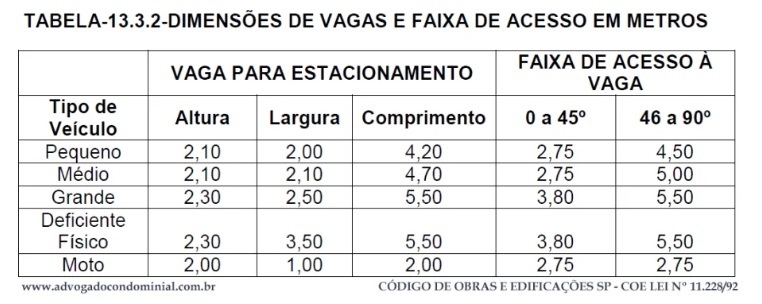 TABELA-13.3.2-DIMENSÕES DE VAGAS E FAIXA DE ACESSO EM METROS
VAGA PARA ESTACIONAMENTO FAIXA DE ACESSO À
VAGA
Tipo de
Veículo Altura Largura Comprimento 0 a 45º 46 a 90º
Pequeno 2,10 2,00 4,20 2,75 4,50
Médio 2,10 2,10 4,70 2,75 5,00
Grande 2,30 2,50 5,50 3,80 5,50
Deficiente
Físico 2,30 3,50 5,50 3,80 5,50
Moto 2,00 1,00 2,00 2,75 2,75
www.advogadocondominial.com.br CÓDIGO DE OBRAS E EDIFICAÇÕES SP - COE LEI Nº 11.228/92